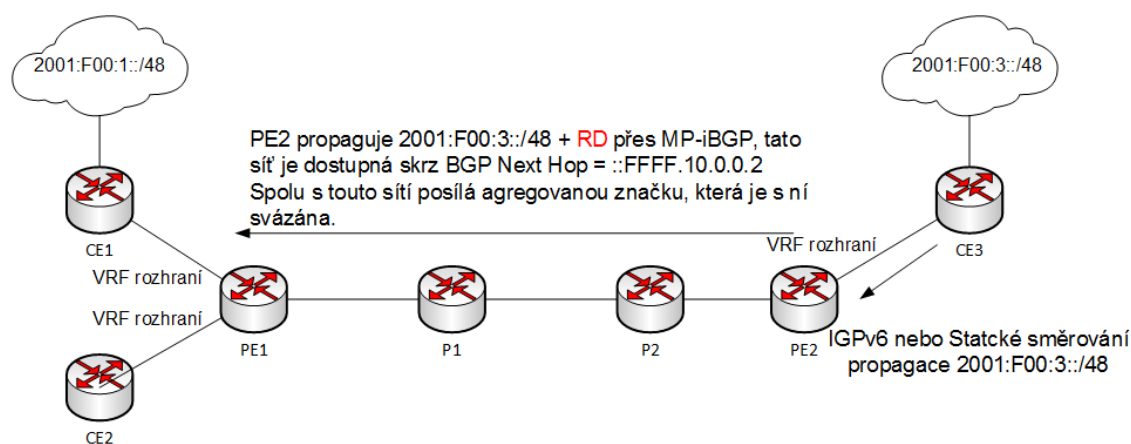 2001:F00:1::/48
2001:F00:3::/48
PE2 propaguje 2001:F00:3::/48 + RD přes MP-iBGP, tato
síť je dostupná skrz BGP Next Hop = ::FFFF.10.0.0.2
Spolu s touto sítí posílá agregovanou značku, která je s ní
svázána.
CE1
VRF rozhraní
CE3
VRF rozhraní
VRF rozhraní
PE1
P1
P2
PE2
IGPv6 nebo Statcké směrování
propagace 2001:F00:3::/48
CE2